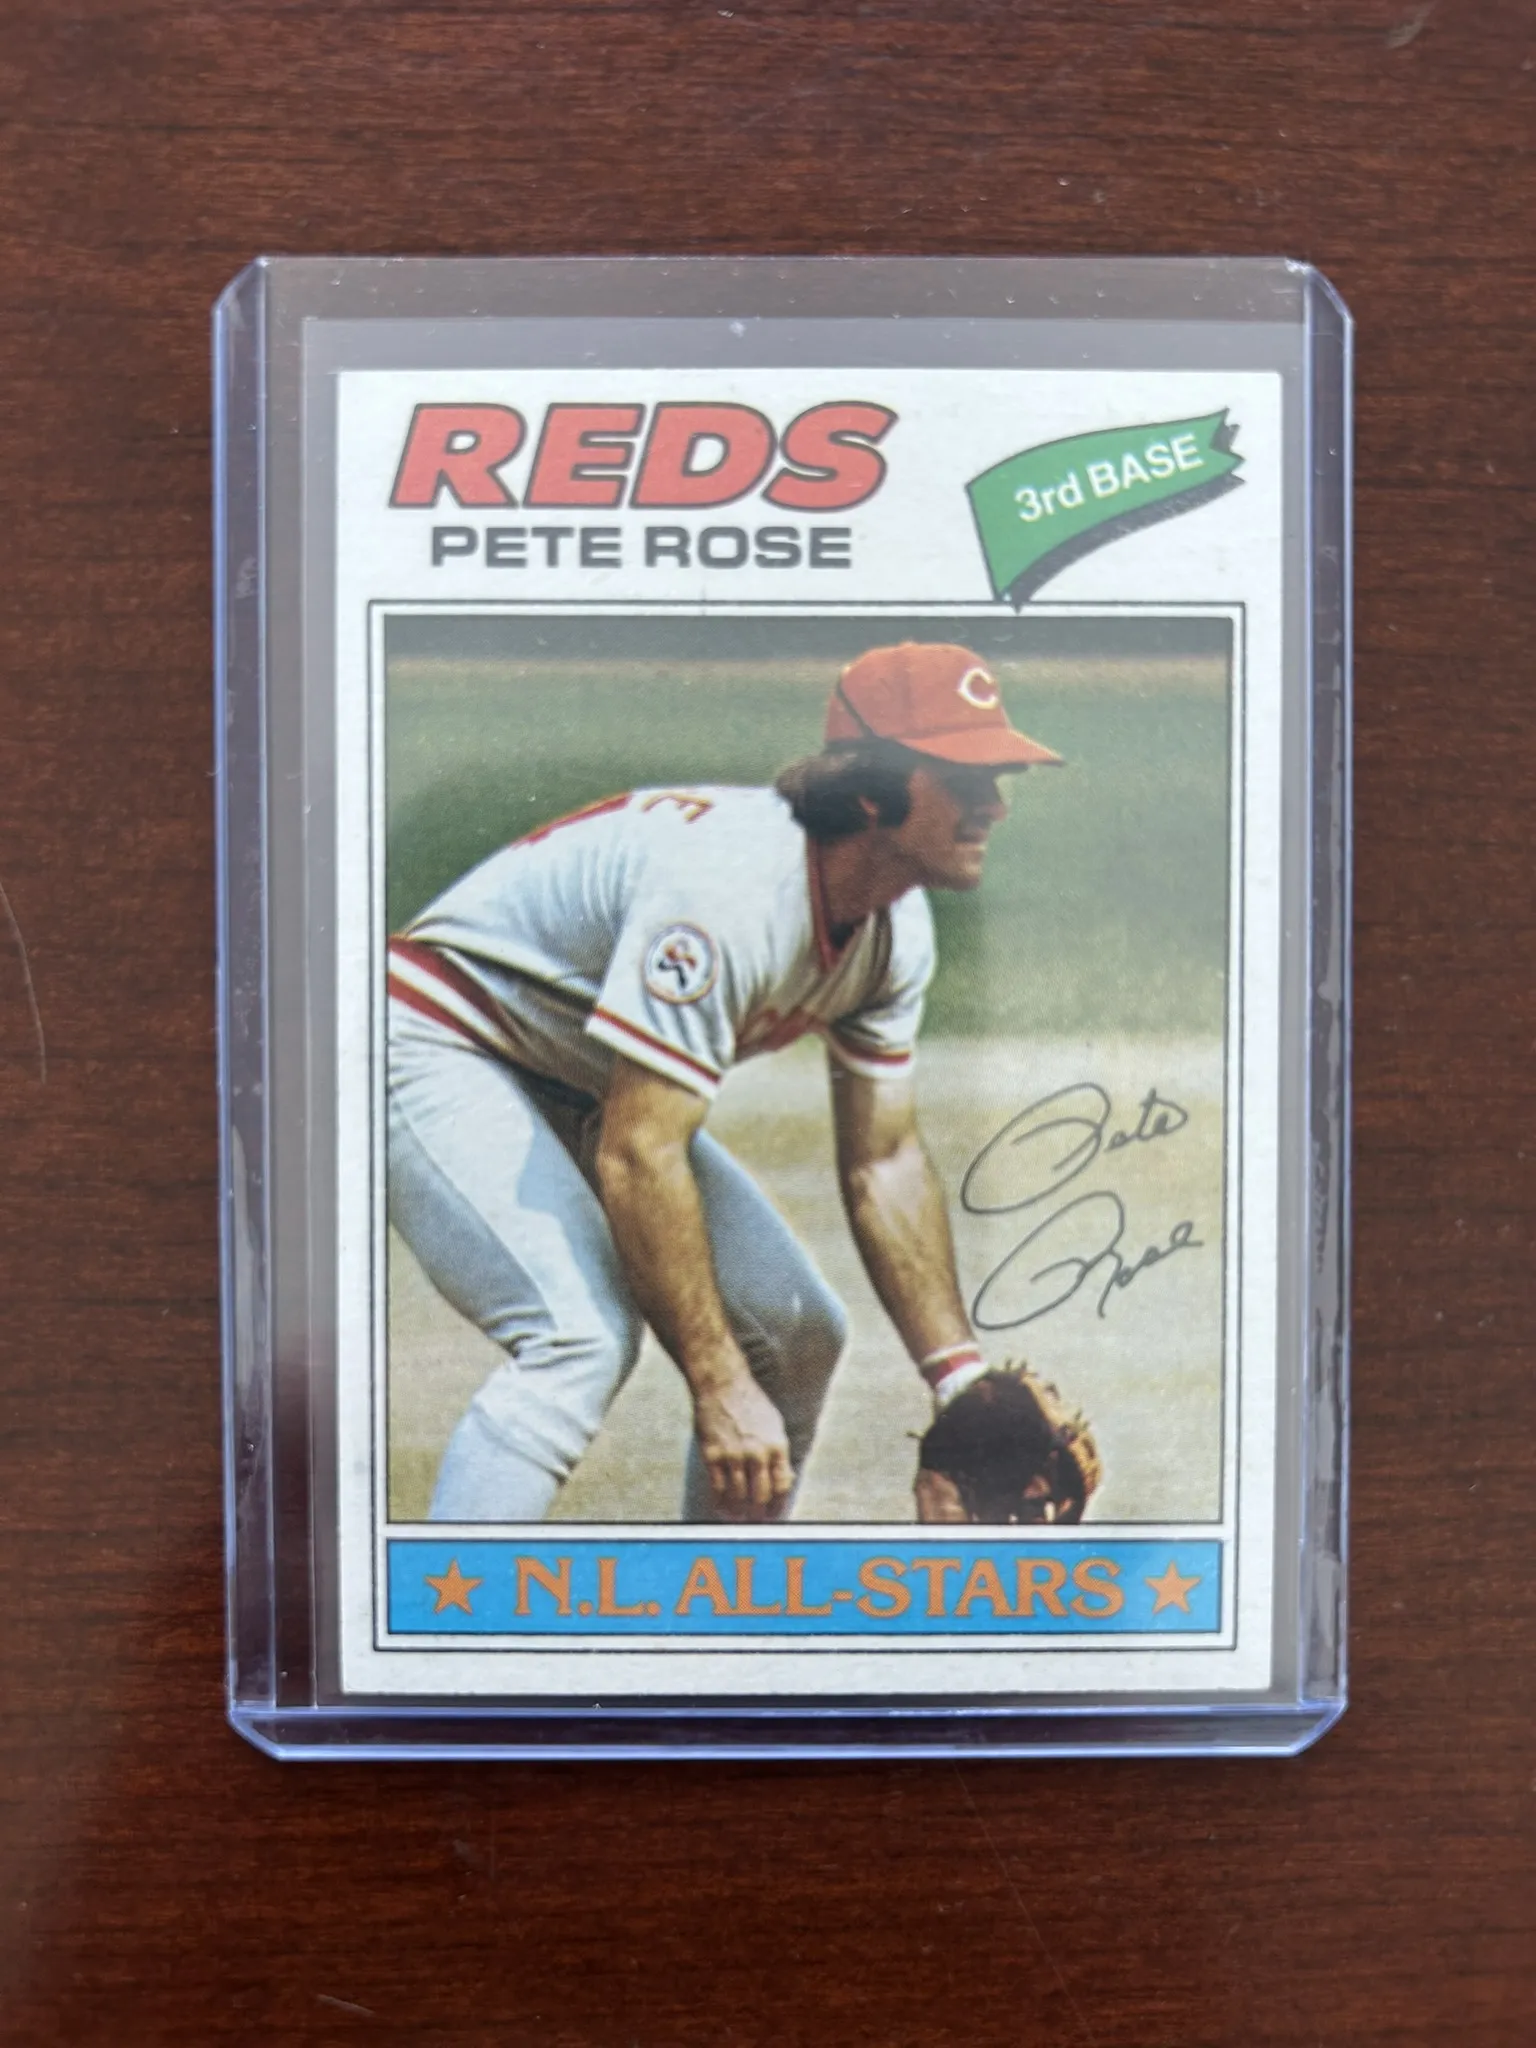 REDS
PETE ROSE
3rd BASE
C
Pete
Rose
★ N.L. ALL-STARS ★